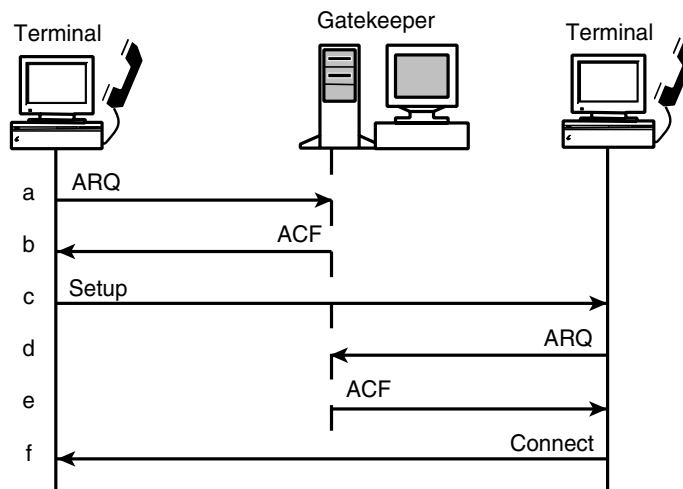 Gatekeeper
Terminal
Terminal
a ARQ
b ACF
c Setup
d ARQ
e ACF
f Connect